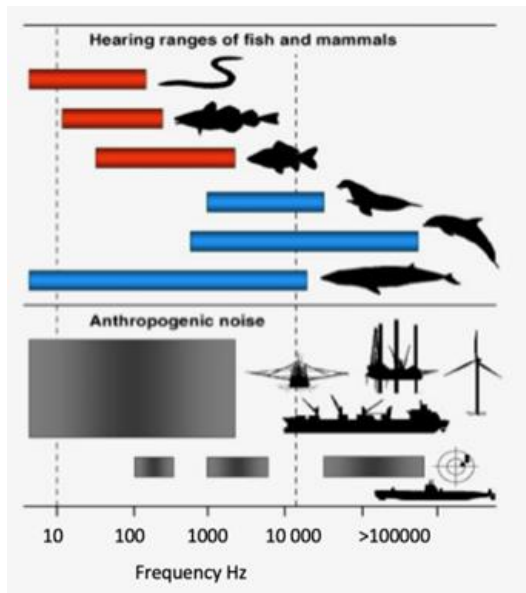 Hearing ranges of fish and mammals
Anthropogenic noise
10 100 1000 10 000 >100000
Frequency Hz